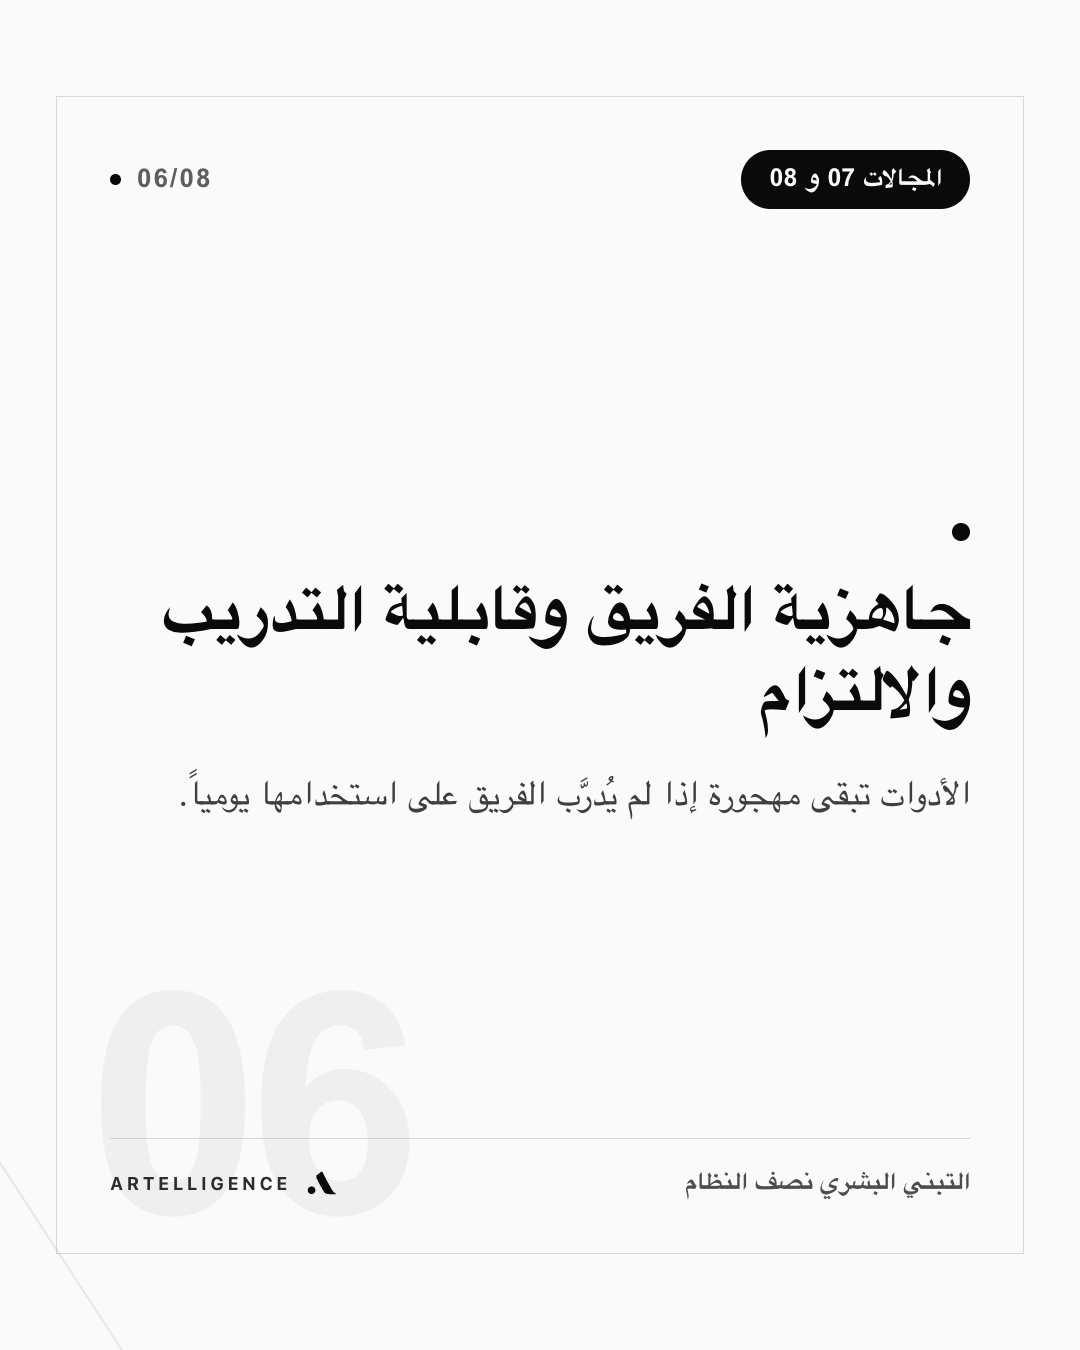 المجالات 07 و 08
06/08
جاهزية الفريق وقابلية التدريب
والالتزام
الأدوات تبقى مهجورة إذا لم يُدرَّب الفريق على استخدامها يومياً.
06
التبني البشري نصف النظام
ARTELLIGENCE